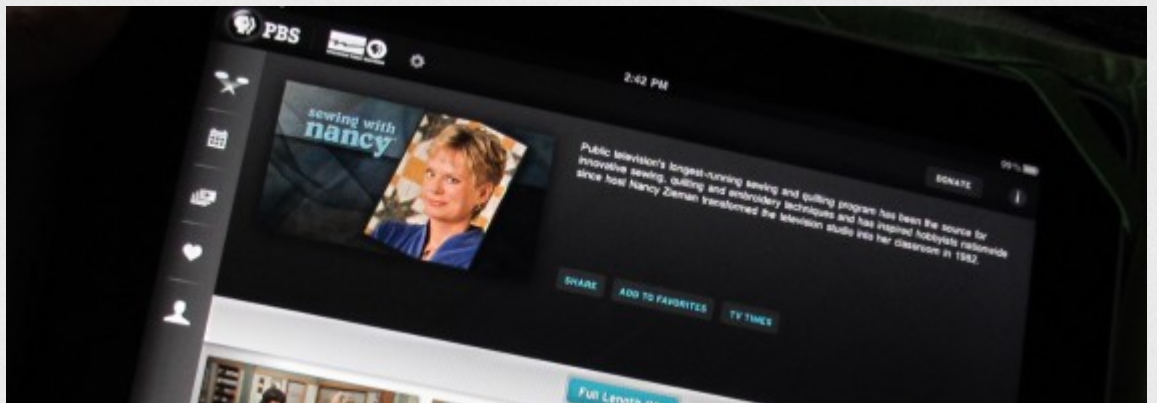 PBS
2:42 PM
99%
sewing with
nancy
DONATE
i
Public television's longest-running sewing and quilting program has been the source for
innovative sewing, quilting and embroidery techniques and has inspired hobbyists nationwide
since host Nancy Zieman transformed the television studio into her classroom in 1982.
SHARE
ADD TO FAVORITES
TV TIMES
Full Length